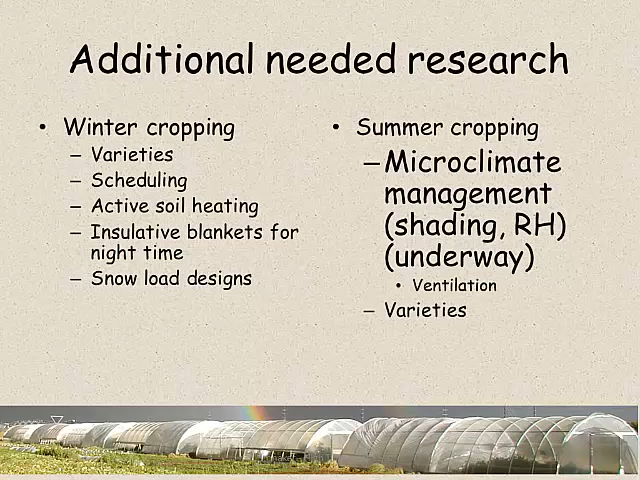 Additional needed research
• Winter cropping
– Varieties
– Scheduling
– Active soil heating
– Insulative blankets for
night time
– Snow load designs
• Summer cropping
– Microclimate
management
(shading, RH)
(underway)
• Ventilation
– Varieties